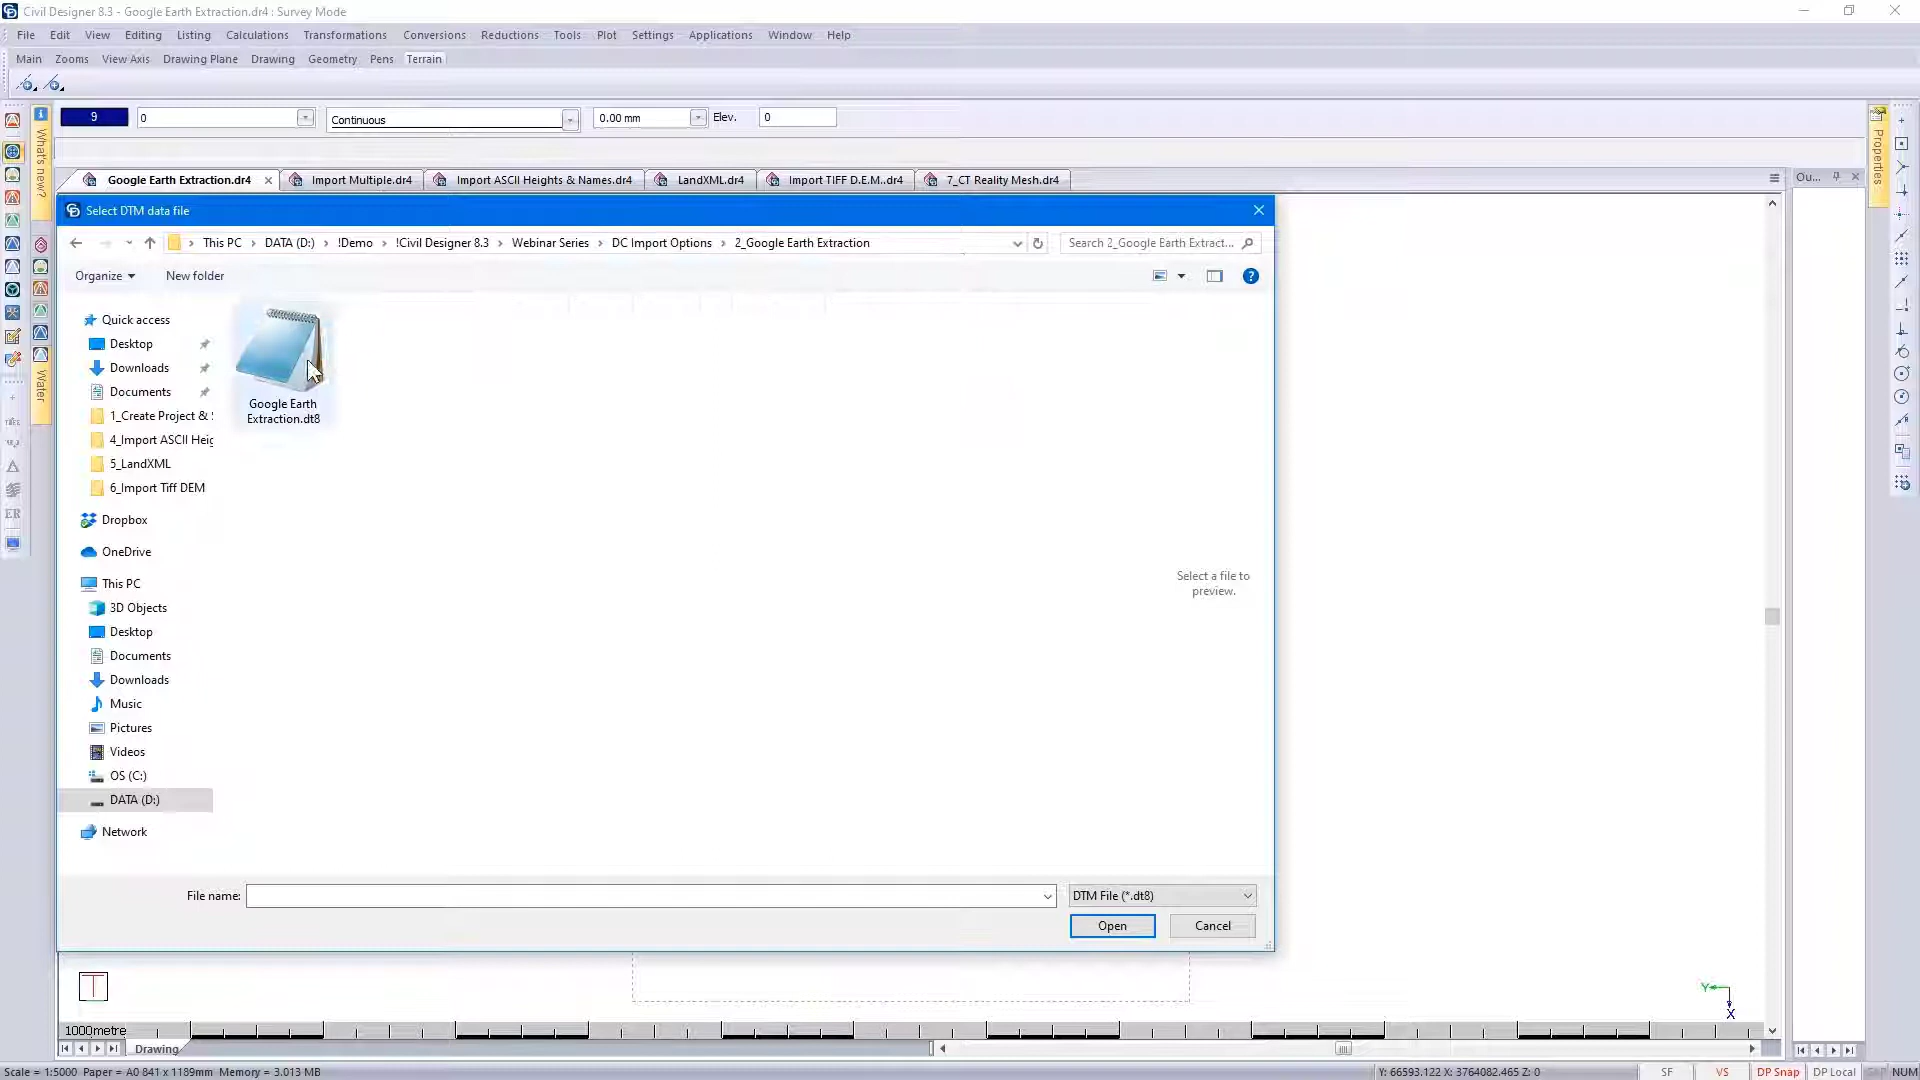 Civil Designer 8.3 - Google Earth Extraction.dr4 : Survey Mode
File Edit View Editing Listing Calculations Transformations Conversions Reductions Tools Plot Settings Applications Window Help
Main Zooms View Axis Drawing Plane Drawing Geometry Pens Terrain
9 0 Continuous 0.00 mm Elev. 0
What's new?
Water
Properties
Google Earth Extraction.dr4 Import Multiple.dr4 Import ASCII Heights & Names.dr4 LandXML.dr4 Import TIFF D.E.M..dr4 7_CT Reality Mesh.dr4 Ou...
Select DTM data file
This PC › DATA (D:) › !Demo › !Civil Designer 8.3 › Webinar Series › DC Import Options › 2_Google Earth Extraction
Search 2_Google Earth Extract...
Organize New folder
Quick access
Desktop
Downloads
Documents
1_Create Project &
4_Import ASCII Heig
5_LandXML
6_Import Tiff DEM
Dropbox
OneDrive
This PC
3D Objects
Desktop
Documents
Downloads
Music
Pictures
Videos
OS (C:)
DATA (D:)
Network
Google Earth
Extraction.dt8
Select a file to
preview.
File name: DTM File (*.dt8)
Open Cancel
ER
T
Y
X
1000metre
Drawing
Scale = 1:5000 Paper = A0 841 x 1189mm Memory = 3.013 MB
Y: 66593.122 X: 3764082.465 Z: 0 SF VS DP Snap DP Local NUM